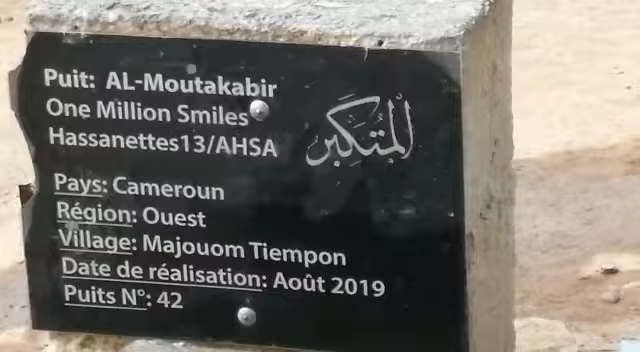 Puit: AL-Moutakabir
One Million Smiles
Hassanettes13/AHSA
المتكبر
Pays: Cameroun
Région: Ouest
Village: Majouom Tiempon
Date de réalisation: Août 2019
Puits N°: 42